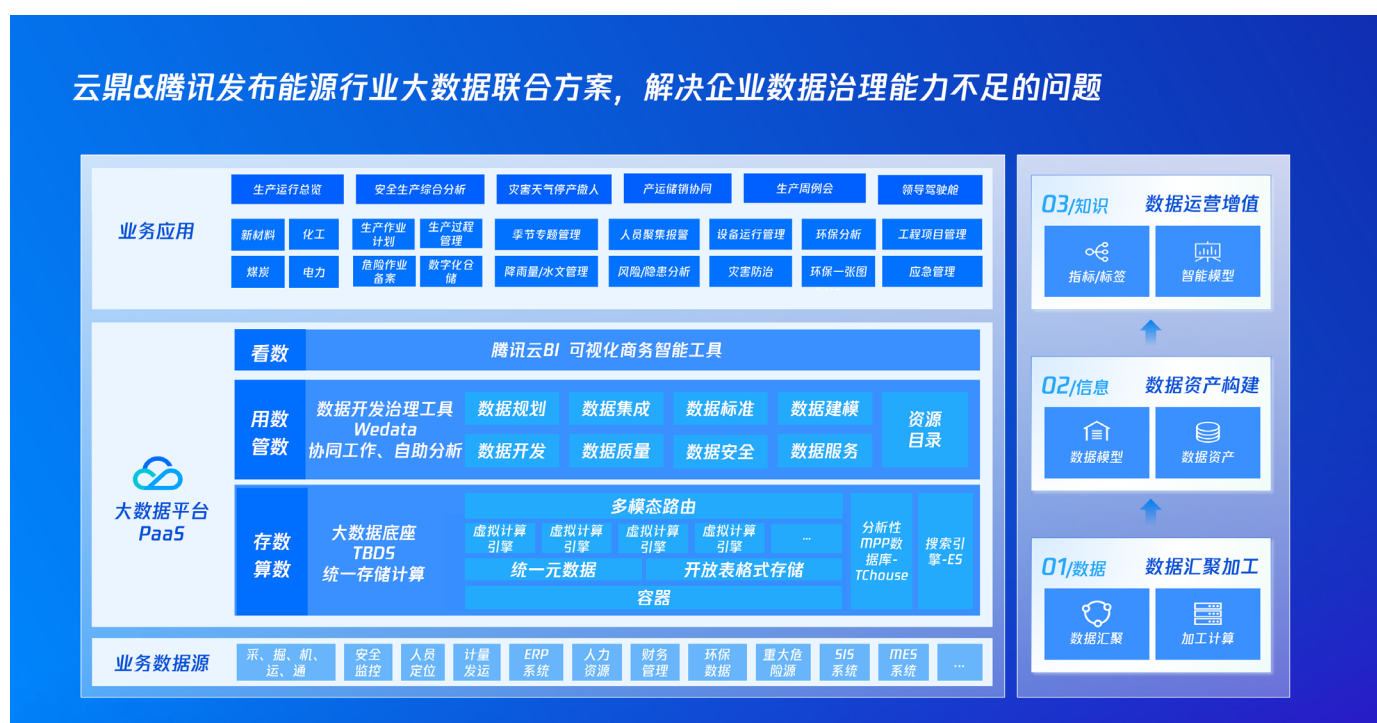 云鼎&腾讯发布能源行业大数据联合方案，解决企业数据治理能力不足的问题
业务应用
生产运行总览
安全生产综合分析
灾害天气停产撤人
产运储销协同
生产周例会
领导驾驶舱
新材料
化工
生产作业
计划
生产过程
管理
季节专题管理
人员聚集报警
设备运行管理
环保分析
工程项目管理
煤炭
电力
危险作业
备案
数字化仓
储
降雨量/水文管理
风险/隐患分析
灾害防治
环保一张图
应急管理
大数据平台
PaaS
看数
腾讯云BI 可视化商务智能工具
用数
管数
数据开发治理工具
Wedata
协同工作、自助分析
数据规划
数据集成
数据标准
数据建模
数据开发
数据质量
数据安全
数据服务
资源
目录
存数
算数
大数据底座
TBDS
统一存储计算
多模态路由
虚拟计算
引擎
虚拟计算
引擎
虚拟计算
引擎
虚拟计算
引擎
...
统一元数据
开放表格式存储
容器
分析性
MPP数
据库-
TChouse
搜索引
擎-ES
业务数据源
采、掘、机、
运、通
安全
监控
人员
定位
计量
发运
ERP
系统
人力
资源
财务
管理
环保
数据
重大危
险源
SIS
系统
MES
系统
...
03/知识
数据运营增值
指标/标签
智能模型
02/信息
数据资产构建
数据模型
数据资产
01/数据
数据汇聚加工
数据汇聚
加工计算